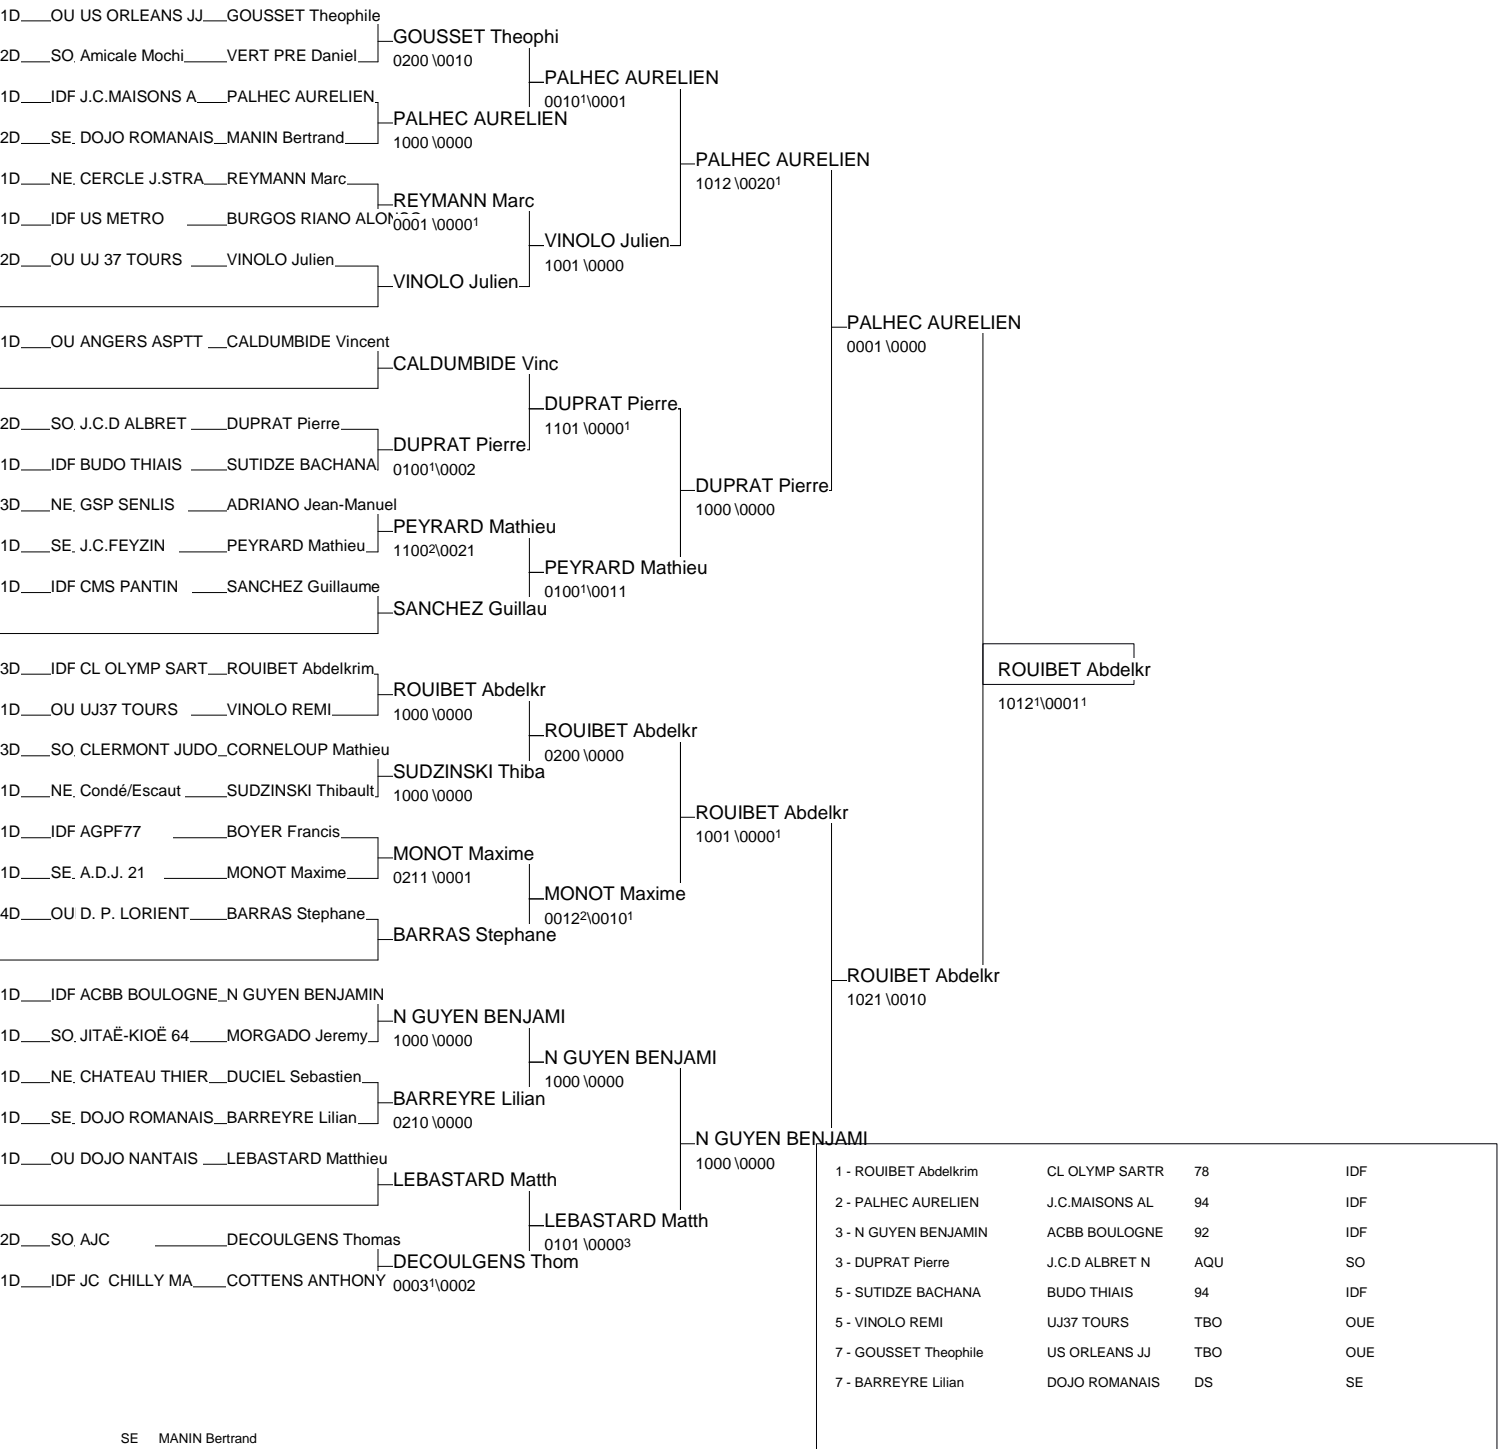 1D OU US ORLEANS JJ GOUSSET Theophile
GOUSSET Theophi
2D SO Amicale Mochi VERT PRE Daniel
0200 \0010
PALHEC AURELIEN
1D IDF J.C.MAISONS A PALHEC AURELIEN
0010¹\0001
PALHEC AURELIEN
2D SE DOJO ROMANAIS MANIN Bertrand
1000 \0000
PALHEC AURELIEN
1D NE CERCLE J.STRA REYMANN Marc
1012 \0020¹
REYMANN Marc
1D IDF US METRO BURGOS RIANO ALONSO
0001 \0000¹
VINOLO Julien
2D OU UJ 37 TOURS VINOLO Julien
1001 \0000
VINOLO Julien
PALHEC AURELIEN
1D OU ANGERS ASPTT CALDUMBIDE Vincent
0001 \0000
CALDUMBIDE Vinc
DUPRAT Pierre
2D SO J.C.D ALBRET DUPRAT Pierre
1101 \0000¹
DUPRAT Pierre
1D IDF BUDO THIAIS SUTIDZE BACHANA
0100¹\0002
DUPRAT Pierre
3D NE GSP SENLIS ADRIANO Jean-Manuel
1000 \0000
PEYRARD Mathieu
1D SE J.C.FEYZIN PEYRARD Mathieu
1100²\0021
PEYRARD Mathieu
1D IDF CMS PANTIN SANCHEZ Guillaume
0100¹\0011
SANCHEZ Guillau
3D IDF CL OLYMP SART ROUIBET Abdelkrim
ROUIBET Abdelkr
ROUIBET Abdelkr
1012¹\0001¹
1D OU UJ37 TOURS VINOLO REMI
1000 \0000
ROUIBET Abdelkr
3D SO CLERMONT JUDO CORNELOUP Mathieu
0200 \0000
SUDZINSKI Thiba
1D NE Condé/Escaut SUDZINSKI Thibault
1000 \0000
ROUIBET Abdelkr
1D IDF AGPF77 BOYER Francis
1001 \0000¹
MONOT Maxime
1D SE A.D.J. 21 MONOT Maxime
0211 \0001
MONOT Maxime
4D OU D. P. LORIENT BARRAS Stephane
0012²\0010¹
BARRAS Stephane
ROUIBET Abdelkr
1D IDF ACBB BOULOGNE N GUYEN BENJAMIN
1021 \0010
N GUYEN BENJAMI
1D SO JITAË-KIOË 64 MORGADO Jeremy
1000 \0000
N GUYEN BENJAMI
1D NE CHATEAU THIER DUCIEL Sebastien
1000 \0000
BARREYRE Lilian
1D SE DOJO ROMANAIS BARREYRE Lilian
0210 \0000
N GUYEN BENJAMI
1D OU DOJO NANTAIS LEBASTARD Matthieu
1000 \0000
LEBASTARD Matth
LEBASTARD Matth
2D SO AJC DECOULGENS Thomas
0101 \0000³
DECOULGENS Thom
1D IDF JC CHILLY MA COTTENS ANTHONY
0003¹\0002
1 - ROUIBET Abdelkrim CL OLYMP SARTR 78 IDF
2 - PALHEC AURELIEN J.C.MAISONS AL 94 IDF
3 - N GUYEN BENJAMIN ACBB BOULOGNE 92 IDF
3 - DUPRAT Pierre J.C.D ALBRET N AQU SO
5 - SUTIDZE BACHANA BUDO THIAIS 94 IDF
5 - VINOLO REMI UJ37 TOURS TBO OUE
7 - GOUSSET Theophile US ORLEANS JJ TBO OUE
7 - BARREYRE Lilian DOJO ROMANAIS DS SE
SE MANIN Bertrand